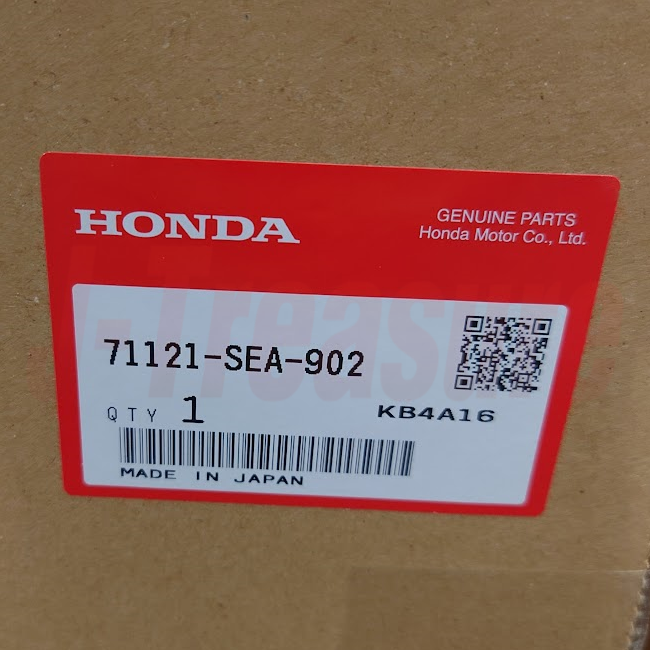 HONDA
GENUINE PARTS
Honda Motor Co., Ltd.
71121-SEA-902
QTY 1
KB4A16
MADE IN JAPAN